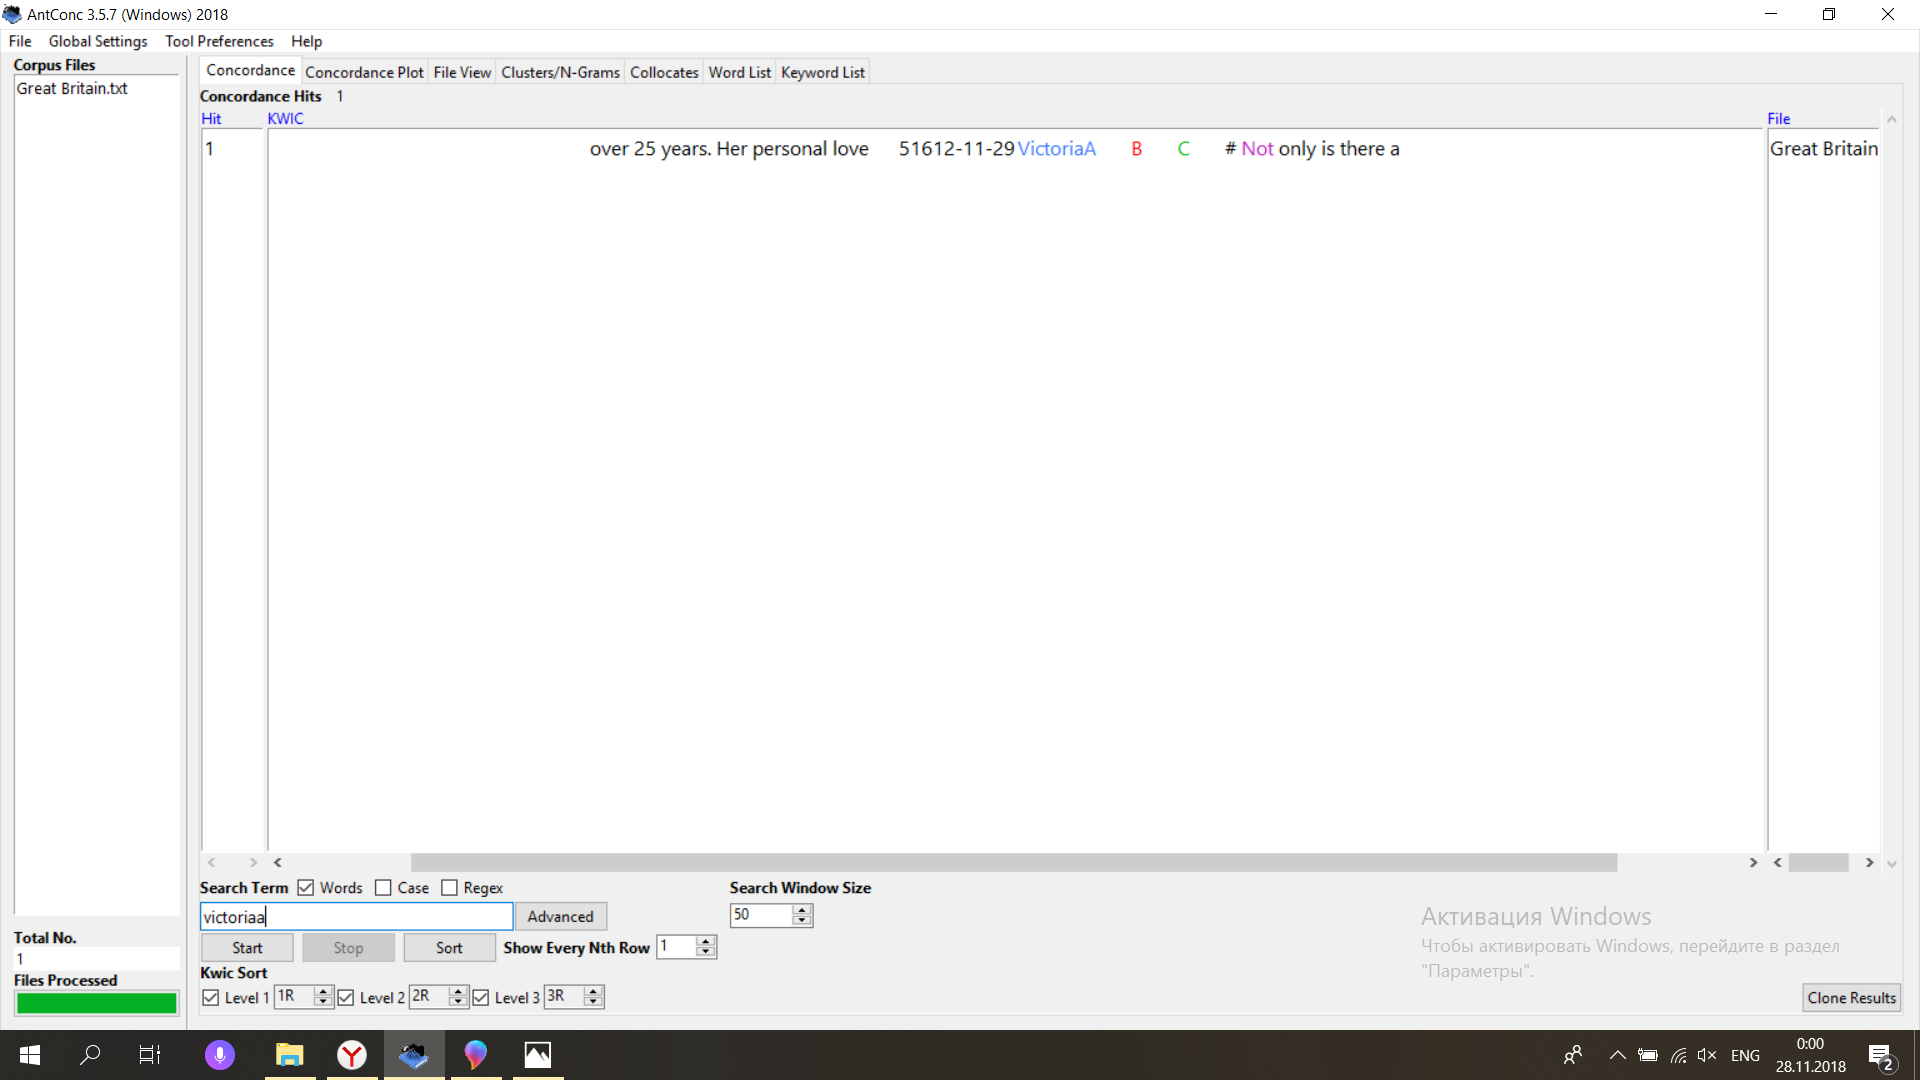 AntConc 3.5.7 (Windows) 2018
File Global Settings Tool Preferences Help
Corpus Files
Great Britain.txt
Concordance Concordance Plot File View Clusters/N-Grams Collocates Word List Keyword List
Concordance Hits 1
Hit KWIC File
1 over 25 years. Her personal love 51612-11-29 VictoriaA B C # Not only is there a Great Britain
Search Term Words Case Regex Search Window Size
victoriaa Advanced 50
Total No.
1
Start Stop Sort Show Every Nth Row 1
Files Processed
Kwic Sort
Level 1 1R Level 2 2R Level 3 3R
Активация Windows
Чтобы активировать Windows, перейдите в раздел
"Параметры".
Clone Results
ENG
0:00
28.11.2018
2